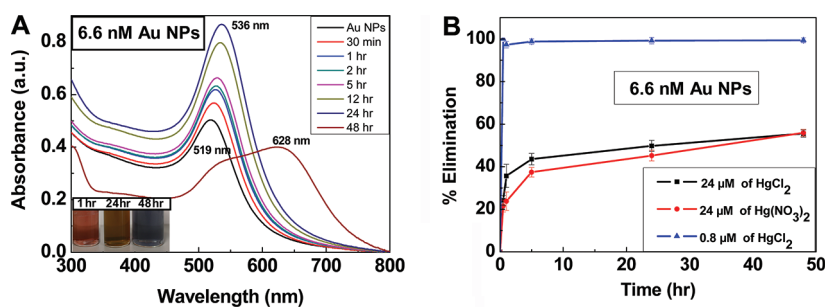 A
6.6 nM Au NPs
536 nm
519 nm
628 nm
Au NPs
30 min
1 hr
2 hr
5 hr
12 hr
24 hr
48 hr
1 hr 24hr 48hr
Absorbance (a.u.)
0.8
0.6
0.4
0.2
0.0
300 400 500 600 700 800
Wavelength (nm)
B
6.6 nM Au NPs
24 µM of HgCl2
24 µM of Hg(NO3)2
0.8 µM of HgCl2
% Elimination
100
80
60
40
20
0
0 10 20 30 40 50
Time (hr)